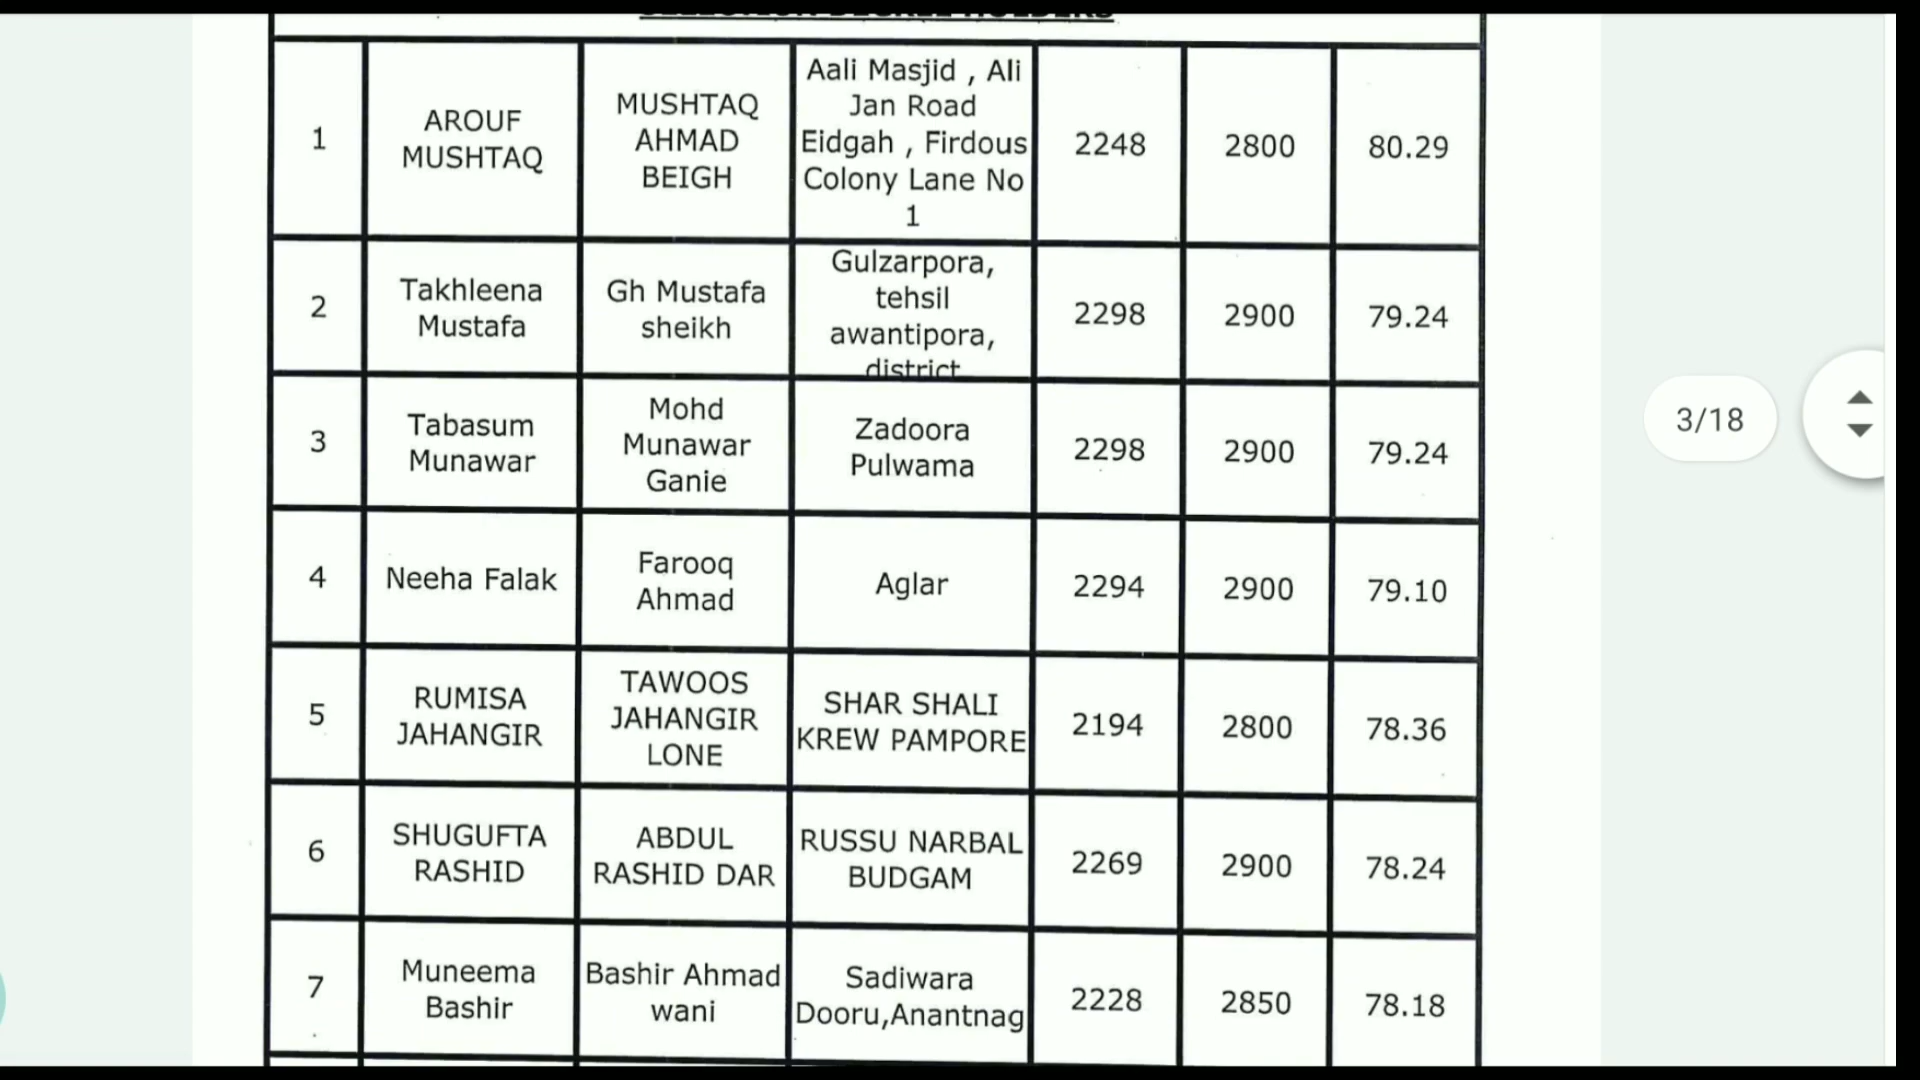 SELECTION DEGREE HOLDERS
1
AROUF
MUSHTAQ
MUSHTAQ
AHMAD
BEIGH
Aali Masjid , Ali
Jan Road
Eidgah , Firdous
Colony Lane No
1
2248
2800
80.29
2
Takhleena
Mustafa
Gh Mustafa
sheikh
Gulzarpora,
tehsil
awantipora,
district
2298
2900
79.24
3
Tabasum
Munawar
Mohd
Munawar
Ganie
Zadoora
Pulwama
2298
2900
79.24
4
Neeha Falak
Farooq
Ahmad
Aglar
2294
2900
79.10
5
RUMISA
JAHANGIR
TAWOOS
JAHANGIR
LONE
SHAR SHALI
KREW PAMPORE
2194
2800
78.36
6
SHUGUFTA
RASHID
ABDUL
RASHID DAR
RUSSU NARBAL
BUDGAM
2269
2900
78.24
7
Muneema
Bashir
Bashir Ahmad
wani
Sadiwara
Dooru,Anantnag
2228
2850
78.18
3/18